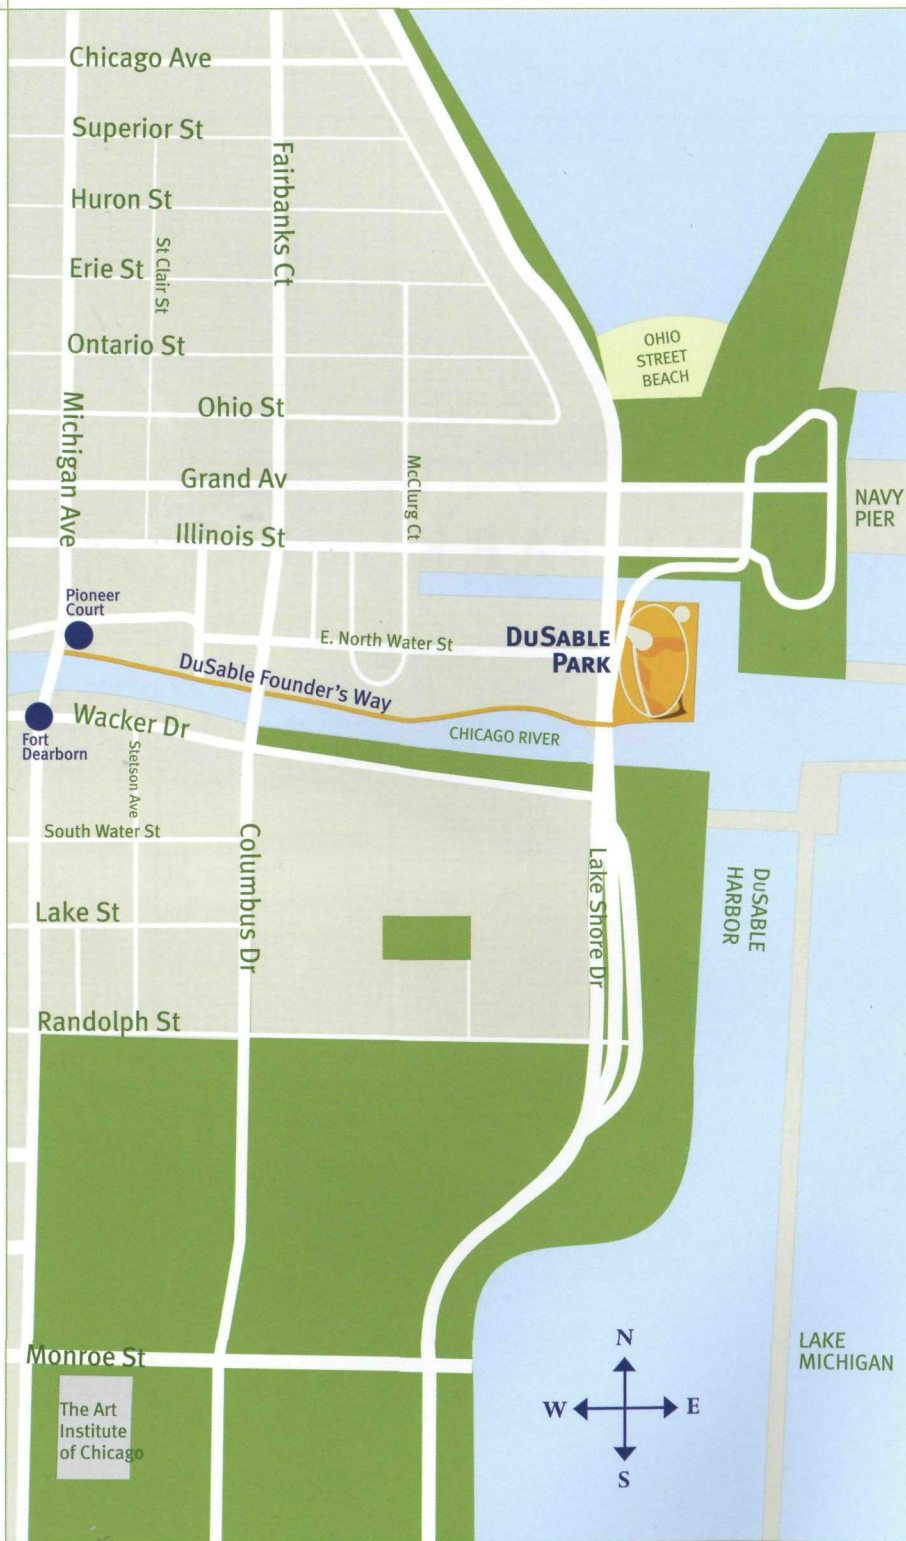 Chicago Ave
Superior St
Fairbanks Ct
Huron St
St Clair St
Erie St
Ontario St
OHIO
STREET
BEACH
Michigan Ave
Ohio St
McClurg Ct
Grand Av
NAVY
PIER
Illinois St
Pioneer
Court
E. North Water St
DUSABLE
PARK
DuSable Founder's Way
Wacker Dr
CHICAGO RIVER
Fort
Dearborn
Stetson Ave
South Water St
Columbus Dr
Lake Shore Dr
DUSABLE
HARBOR
Lake St
Randolph St
N
W
E
S
LAKE
MICHIGAN
Monroe St
The Art
Institute
of Chicago